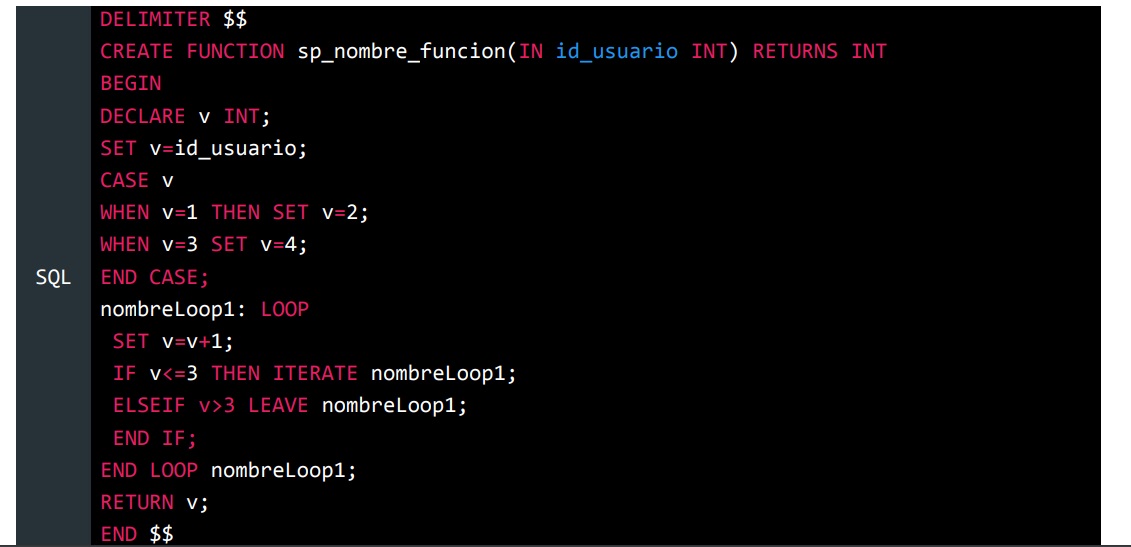 DELIMITER $$
CREATE FUNCTION sp_nombre_funcion(IN id_usuario INT) RETURNS INT
BEGIN
DECLARE v INT;
SET v=id_usuario;
CASE v
WHEN v=1 THEN SET v=2;
WHEN v=3 SET v=4;
SQL
END CASE;
nombreLoop1: LOOP
SET v=v+1;
IF v<=3 THEN ITERATE nombreLoop1;
ELSEIF v>3 LEAVE nombreLoop1;
END IF;
END LOOP nombreLoop1;
RETURN v;
END $$